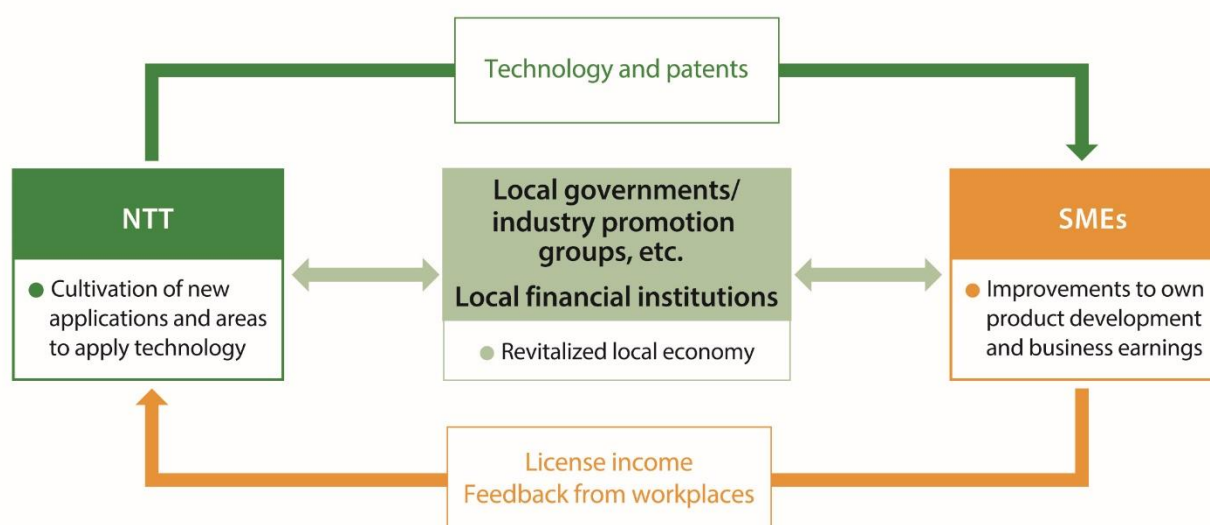 Technology and patents
NTT
Cultivation of new
applications and areas
to apply technology
Local governments/
industry promotion
groups, etc.
Local financial institutions
Revitalized local economy
SMEs
Improvements to own
product development
and business earnings
License income
Feedback from workplaces